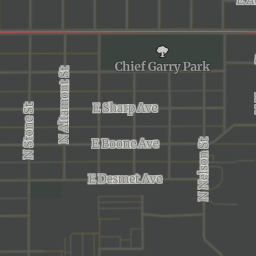 Chief Garry Park
E Sharp Ave
N Altamont St
N Stone St
E Boone Ave
N Nelson St
E Desmet Ave